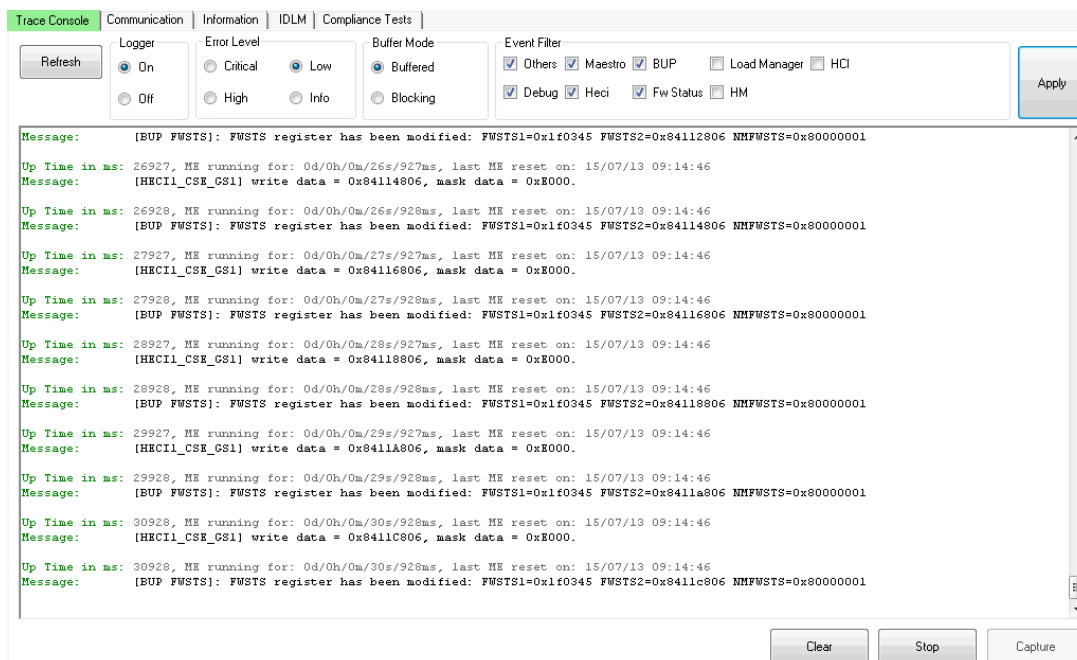 Trace Console Communication Information IDLM Compliance Tests
Refresh
Logger
On
Off
Error Level
Critical Low
High Info
Buffer Mode
Buffered
Blocking
Event Filter
Others Maestro BUP Load Manager HCI
Debug Heci Fw Status HM
Apply
Message: [BUP FWSTS]: FWSTS register has been modified: FWSTS1=0x1f0345 FWSTS2=0x84112806 NMFWSTS=0x80000001
Up Time in ms: 26927, ME running for: 0d/0h/0m/26s/927ms, last ME reset on: 15/07/13 09:14:46
Message: [HECI1_CSE_GS1] write data = 0x84114806, mask data = 0xE000.
Up Time in ms: 26928, ME running for: 0d/0h/0m/26s/928ms, last ME reset on: 15/07/13 09:14:46
Message: [BUP FWSTS]: FWSTS register has been modified: FWSTS1=0x1f0345 FWSTS2=0x84114806 NMFWSTS=0x80000001
Up Time in ms: 27927, ME running for: 0d/0h/0m/27s/927ms, last ME reset on: 15/07/13 09:14:46
Message: [HECI1_CSE_GS1] write data = 0x84116806, mask data = 0xE000.
Up Time in ms: 27928, ME running for: 0d/0h/0m/27s/928ms, last ME reset on: 15/07/13 09:14:46
Message: [BUP FWSTS]: FWSTS register has been modified: FWSTS1=0x1f0345 FWSTS2=0x84116806 NMFWSTS=0x80000001
Up Time in ms: 28927, ME running for: 0d/0h/0m/28s/927ms, last ME reset on: 15/07/13 09:14:46
Message: [HECI1_CSE_GS1] write data = 0x84118806, mask data = 0xE000.
Up Time in ms: 28928, ME running for: 0d/0h/0m/28s/928ms, last ME reset on: 15/07/13 09:14:46
Message: [BUP FWSTS]: FWSTS register has been modified: FWSTS1=0x1f0345 FWSTS2=0x84118806 NMFWSTS=0x80000001
Up Time in ms: 29927, ME running for: 0d/0h/0m/29s/927ms, last ME reset on: 15/07/13 09:14:46
Message: [HECI1_CSE_GS1] write data = 0x8411A806, mask data = 0xE000.
Up Time in ms: 29928, ME running for: 0d/0h/0m/29s/928ms, last ME reset on: 15/07/13 09:14:46
Message: [BUP FWSTS]: FWSTS register has been modified: FWSTS1=0x1f0345 FWSTS2=0x8411a806 NMFWSTS=0x80000001
Up Time in ms: 30928, ME running for: 0d/0h/0m/30s/928ms, last ME reset on: 15/07/13 09:14:46
Message: [HECI1_CSE_GS1] write data = 0x8411C806, mask data = 0xE000.
Up Time in ms: 30928, ME running for: 0d/0h/0m/30s/928ms, last ME reset on: 15/07/13 09:14:46
Message: [BUP FWSTS]: FWSTS register has been modified: FWSTS1=0x1f0345 FWSTS2=0x8411c806 NMFWSTS=0x80000001
Clear Stop Capture